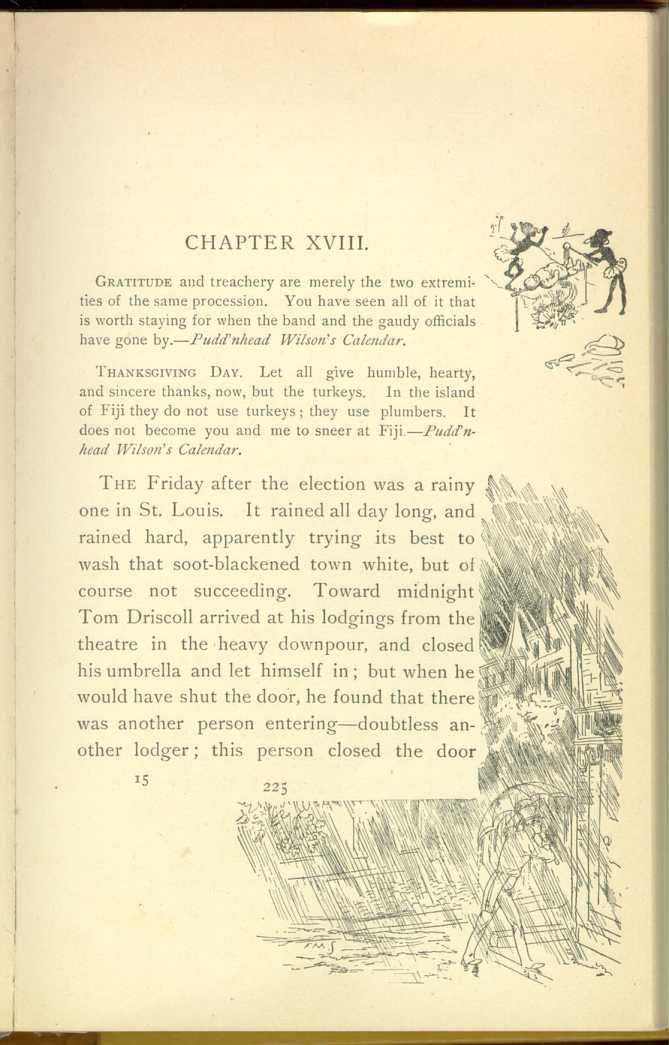 CHAPTER XVIII.
GRATITUDE and treachery are merely the two extremi-
ties of the same procession. You have seen all of it that
is worth staying for when the band and the gaudy officials
have gone by.—Pudd'nhead Wilson's Calendar.
THANKSGIVING DAY. Let all give humble, hearty,
and sincere thanks, now, but the turkeys. In the island
of Fiji they do not use turkeys; they use plumbers. It
does not become you and me to sneer at Fiji.—Pudd'n-
head Wilson's Calendar.
THE Friday after the election was a rainy
one in St. Louis. It rained all day long, and
rained hard, apparently trying its best to
wash that soot-blackened town white, but of
course not succeeding. Toward midnight
Tom Driscoll arrived at his lodgings from the
theatre in the heavy downpour, and closed
his umbrella and let himself in; but when he
would have shut the door, he found that there
was another person entering—doubtless an-
other lodger; this person closed the door
15 225